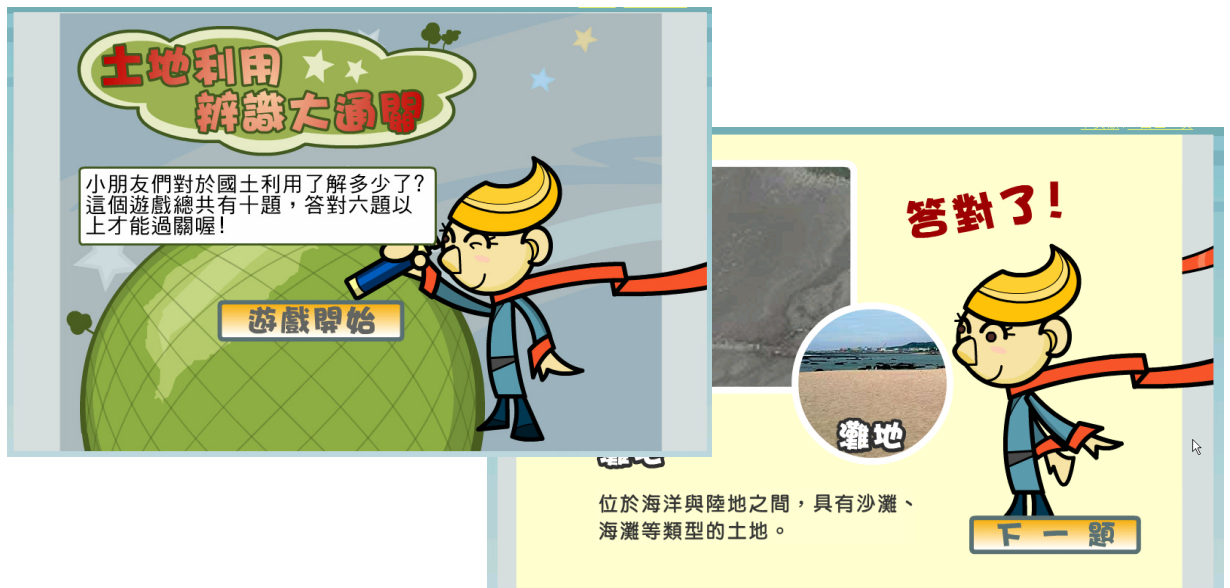 土地利用
辨識大通關
小朋友們對於國土利用了解多少了?
這個遊戲總共有十題，答對六題以
上才能過關喔!
遊戲開始
答對了!
灘地
灘地
位於海洋與陸地之間，具有沙灘、
海灘等類型的土地。
下一題